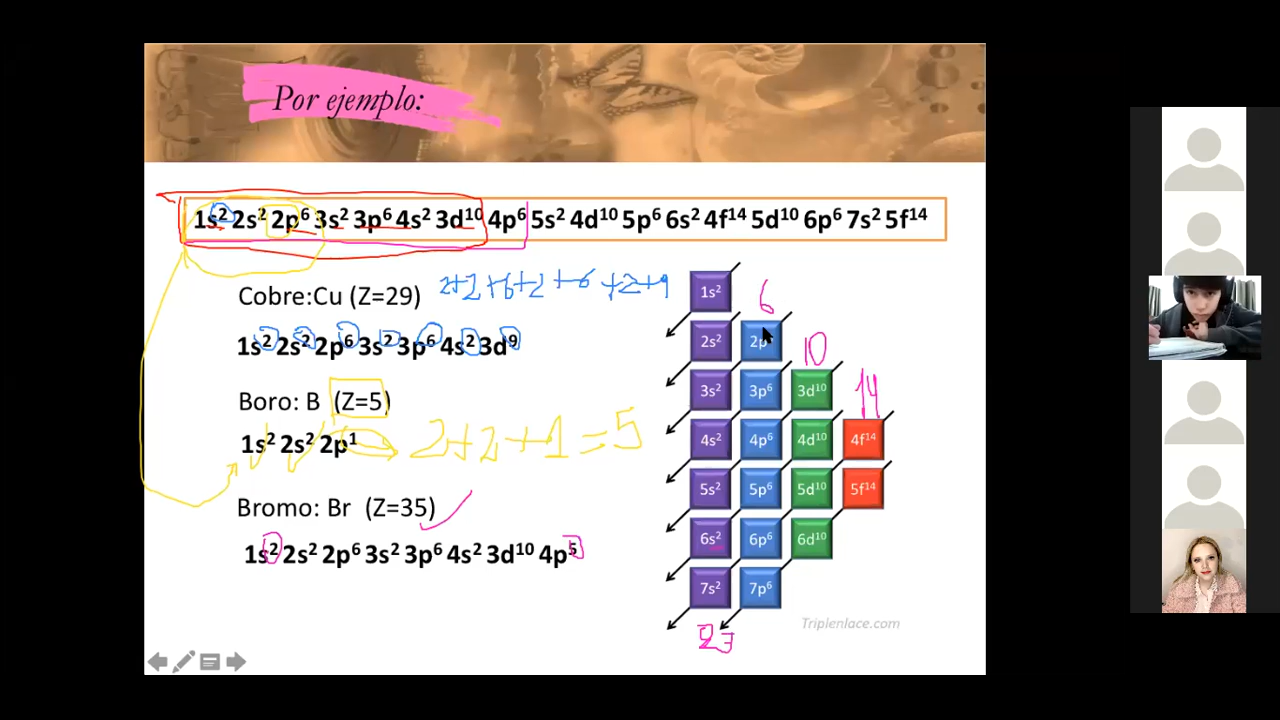 Por ejemplo:
1s² 2s² 2p⁶ 3s² 3p⁶ 4s² 3d¹⁰ 4p⁶ 5s² 4d¹⁰ 5p⁶ 6s² 4f¹⁴ 5d¹⁰ 6p⁶ 7s² 5f¹⁴
Cobre:Cu (Z=29) 2+2+6+2+6+2+9
1s² 2s² 2p⁶ 3s² 3p⁶ 4s² 3d⁹
Boro: B (Z=5)
1s² 2s² 2p¹ 2+2+1=5
Bromo: Br (Z=35)
1s² 2s² 2p⁶ 3s² 3p⁶ 4s² 3d¹⁰ 4p⁵
1s² 6
2s² 2p 10
3s² 3p⁶ 3d¹⁰ 14
4s² 4p⁶ 4d¹⁰ 4f¹⁴
5s² 5p⁶ 5d¹⁰ 5f¹⁴
6s² 6p⁶ 6d¹⁰
7s² 7p⁶
Triplenlace.com